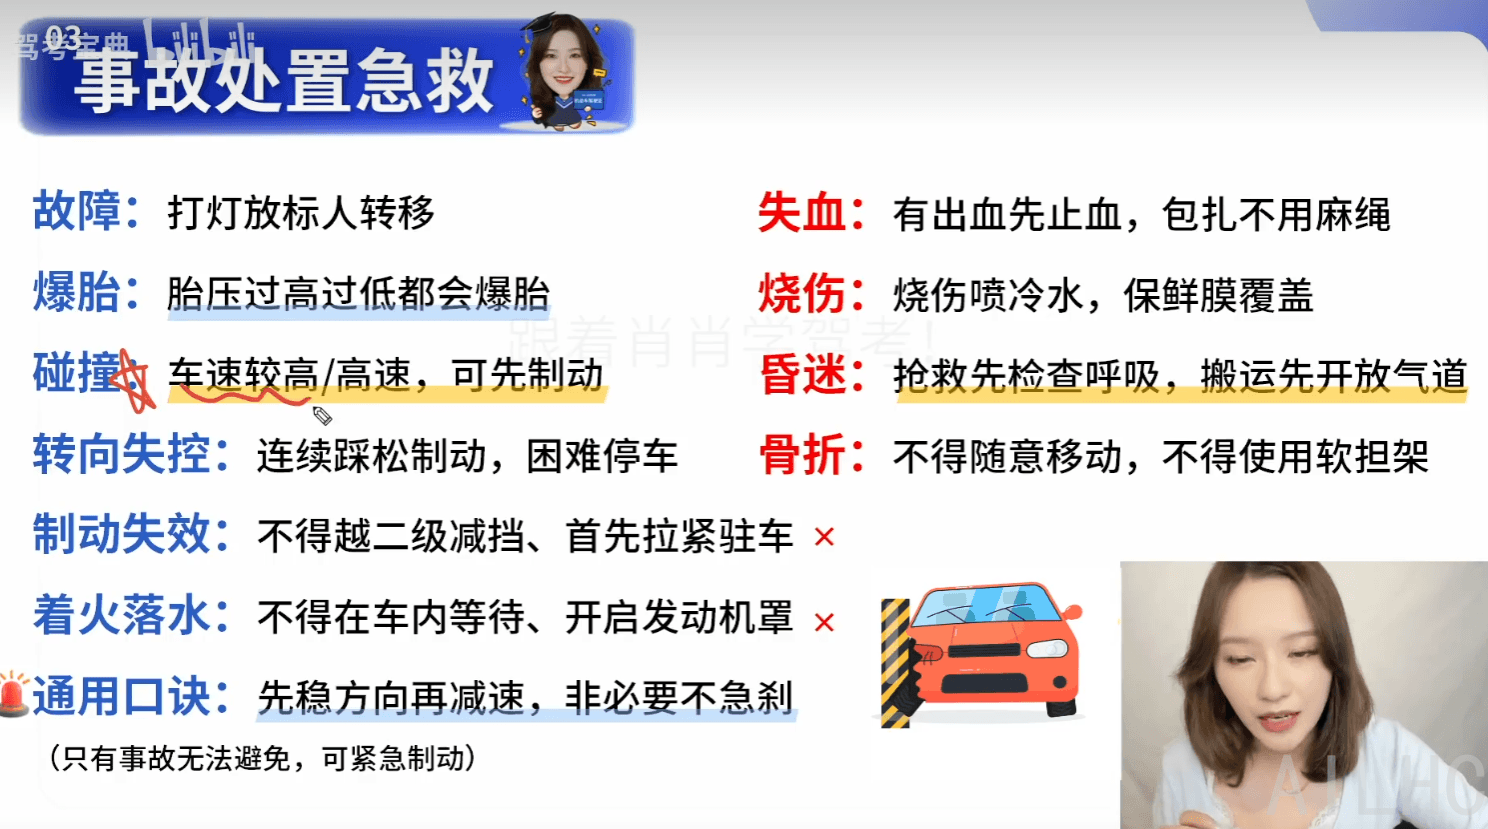 驾考宝典 bilibili
03
事故处置急救
故障：打灯放标人转移
爆胎：胎压过高过低都会爆胎
碰撞：车速较高/高速，可先制动
转向失控：连续踩松制动，困难停车
制动失效：不得越二级减挡、首先拉紧驻车 ×
着火落水：不得在车内等待、开启发动机罩 ×
通用口诀：先稳方向再减速，非必要不急刹
（只有事故无法避免，可紧急制动）
失血：有出血先止血，包扎不用麻绳
烧伤：烧伤喷冷水，保鲜膜覆盖
昏迷：抢救先检查呼吸，搬运先开放气道
骨折：不得随意移动，不得使用软担架
跟着肖肖学驾考！